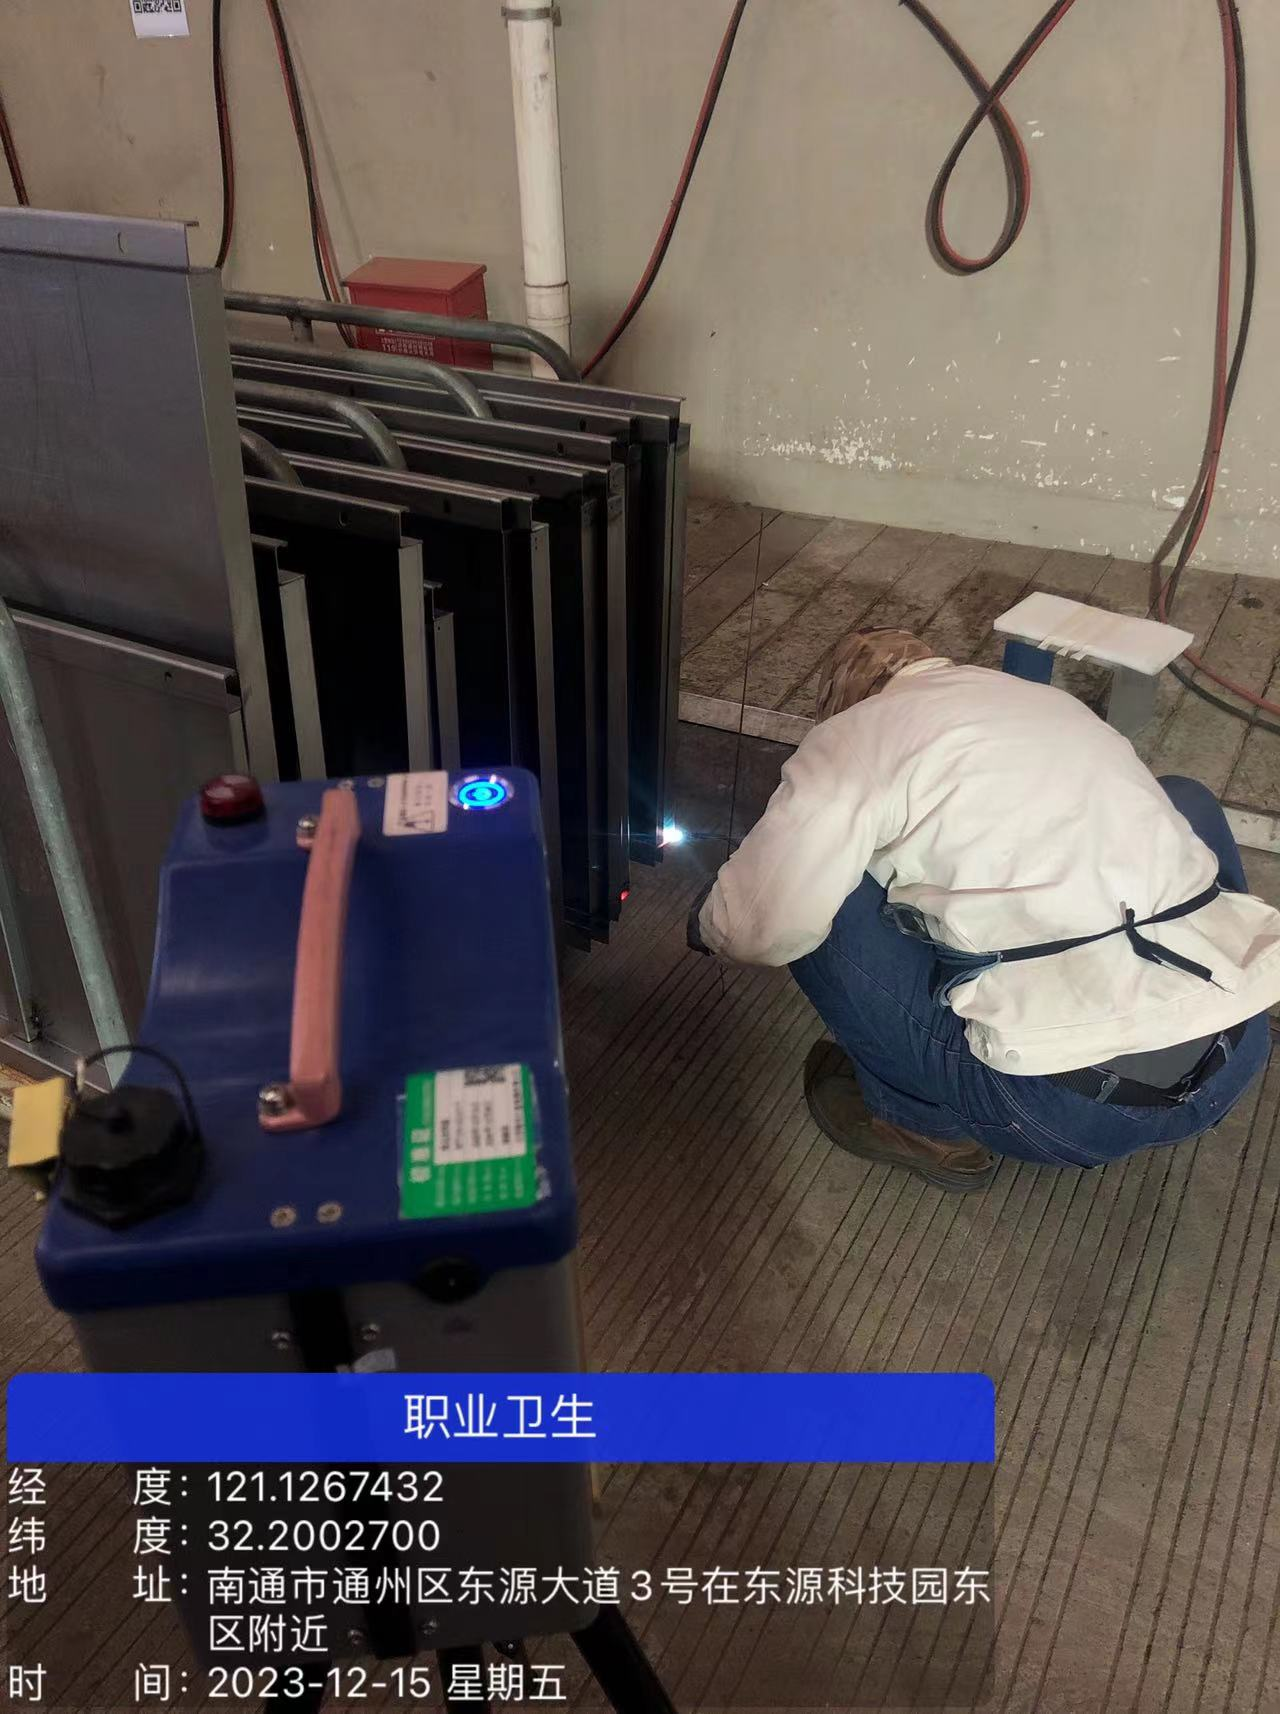 119
职业卫生
经度：121.1267432
纬度：32.2002700
地址：南通市通州区东源大道3号在东源科技园东
区附近
时间：2023-12-15 星期五